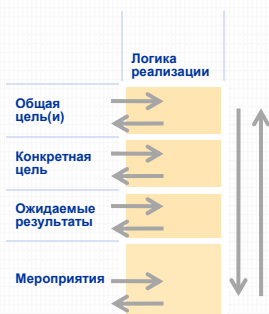 Логика
реализации
Общая
цель(и)
Конкретная
цель
Ожидаемые
результаты
Мероприятия